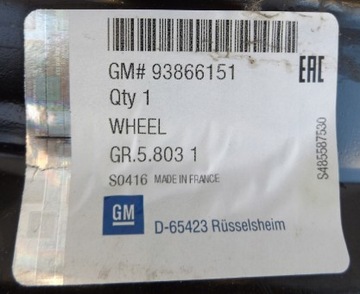 GM# 93866151
EAC
Qty 1
WHEEL
GR.5.803 1
S0416 MADE IN FRANCE
S485587530
GM
D-65423 Rüsselsheim